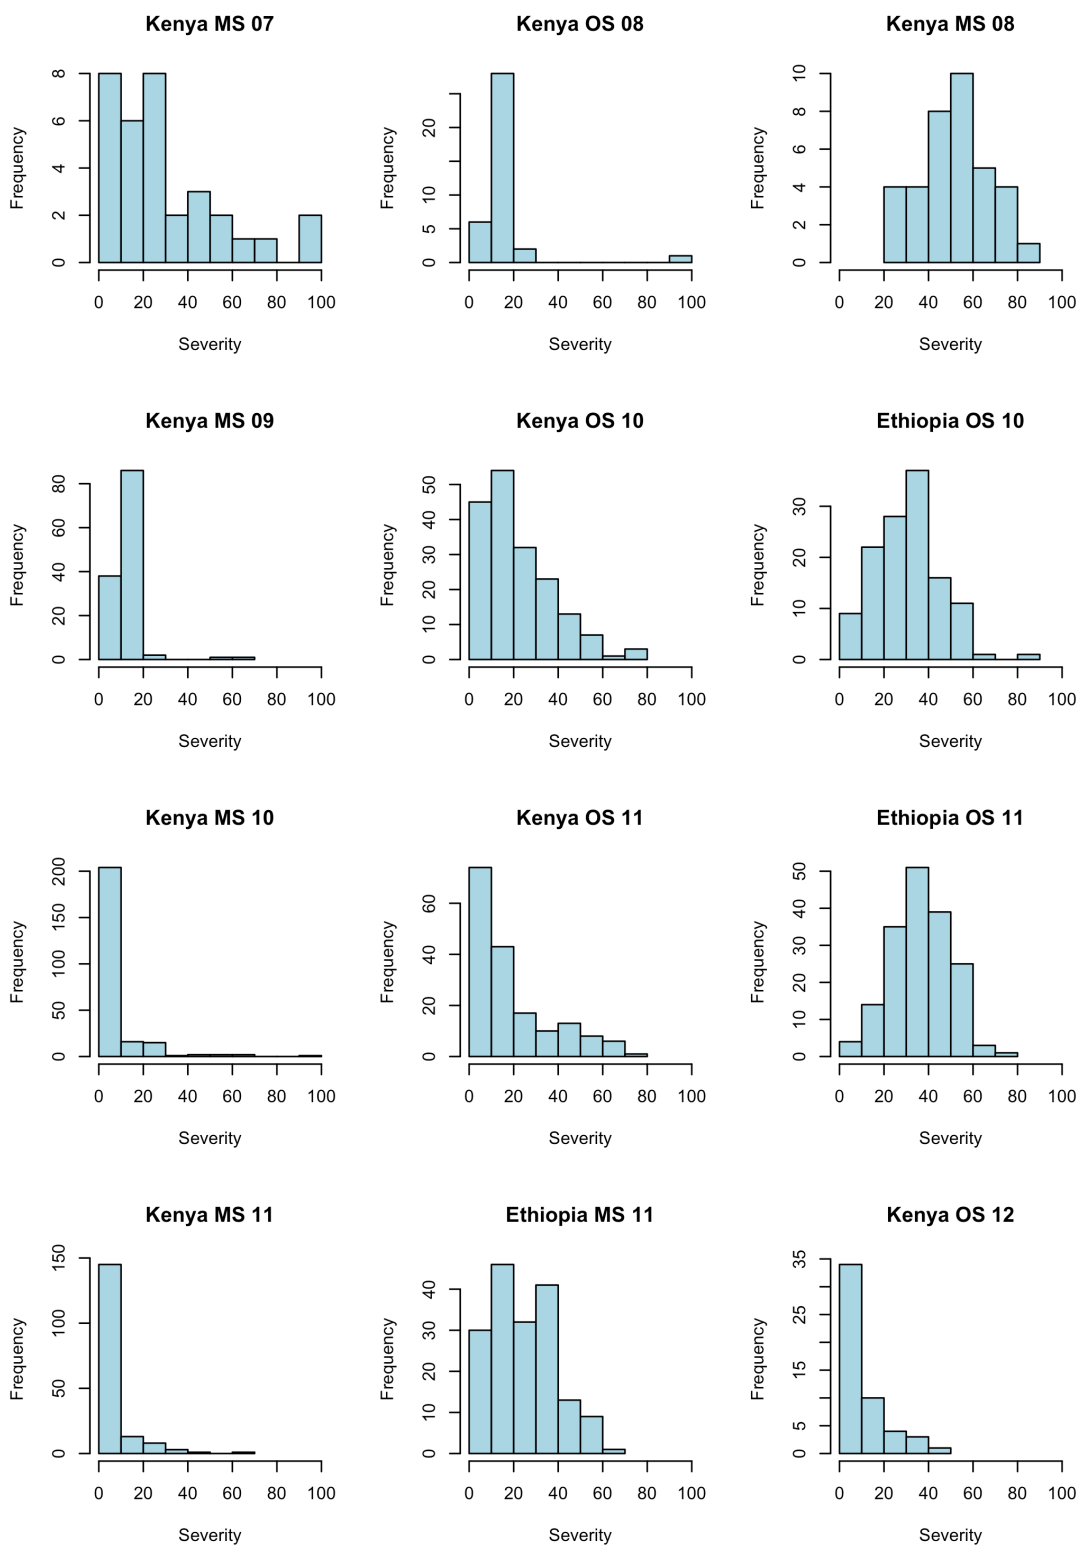 Kenya MS 07
Frequency
0 2 4 6 8
0 20 40 60 80 100
Severity
Kenya OS 08
Frequency
0 5 10 20
0 20 40 60 80 100
Severity
Kenya MS 08
Frequency
0 2 4 6 8 10
0 20 40 60 80 100
Severity
Kenya MS 09
Frequency
0 20 40 60 80
0 20 40 60 80 100
Severity
Kenya OS 10
Frequency
0 10 20 30 40 50
0 20 40 60 80 100
Severity
Ethiopia OS 10
Frequency
0 10 20 30
0 20 40 60 80 100
Severity
Kenya MS 10
Frequency
0 50 100 150 200
0 20 40 60 80 100
Severity
Kenya OS 11
Frequency
0 20 40 60
0 20 40 60 80 100
Severity
Ethiopia OS 11
Frequency
0 10 20 30 40 50
0 20 40 60 80 100
Severity
Kenya MS 11
Frequency
0 50 100 150
0 20 40 60 80 100
Severity
Ethiopia MS 11
Frequency
0 10 20 30 40
0 20 40 60 80 100
Severity
Kenya OS 12
Frequency
0 5 15 25 35
0 20 40 60 80 100
Severity